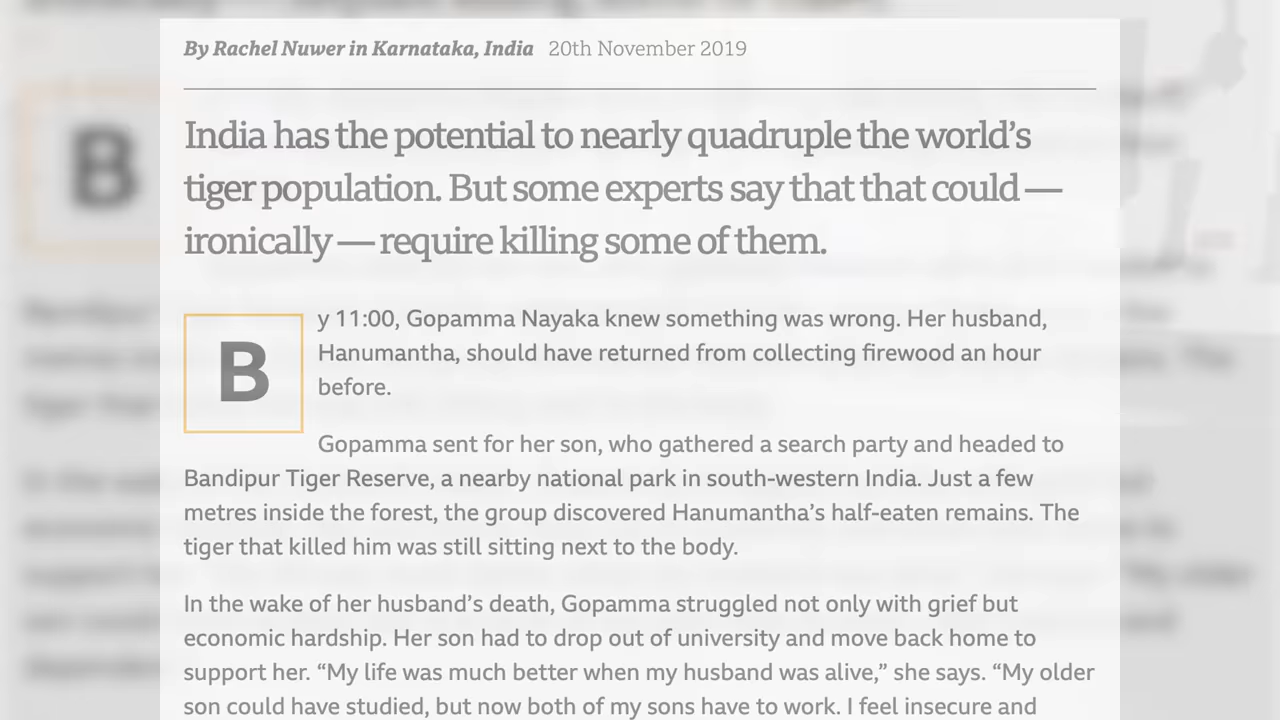 By Rachel Nuwer in Karnataka, India 20th November 2019
India has the potential to nearly quadruple the world’s
tiger population. But some experts say that that could —
ironically — require killing some of them.
B
y 11:00, Gopamma Nayaka knew something was wrong. Her husband,
Hanumantha, should have returned from collecting firewood an hour
before.
Gopamma sent for her son, who gathered a search party and headed to
Bandipur Tiger Reserve, a nearby national park in south-western India. Just a few
metres inside the forest, the group discovered Hanumantha’s half-eaten remains. The
tiger that killed him was still sitting next to the body.
In the wake of her husband’s death, Gopamma struggled not only with grief but
economic hardship. Her son had to drop out of university and move back home to
support her. “My life was much better when my husband was alive,” she says. “My older
son could have studied, but now both of my sons have to work. I feel insecure and